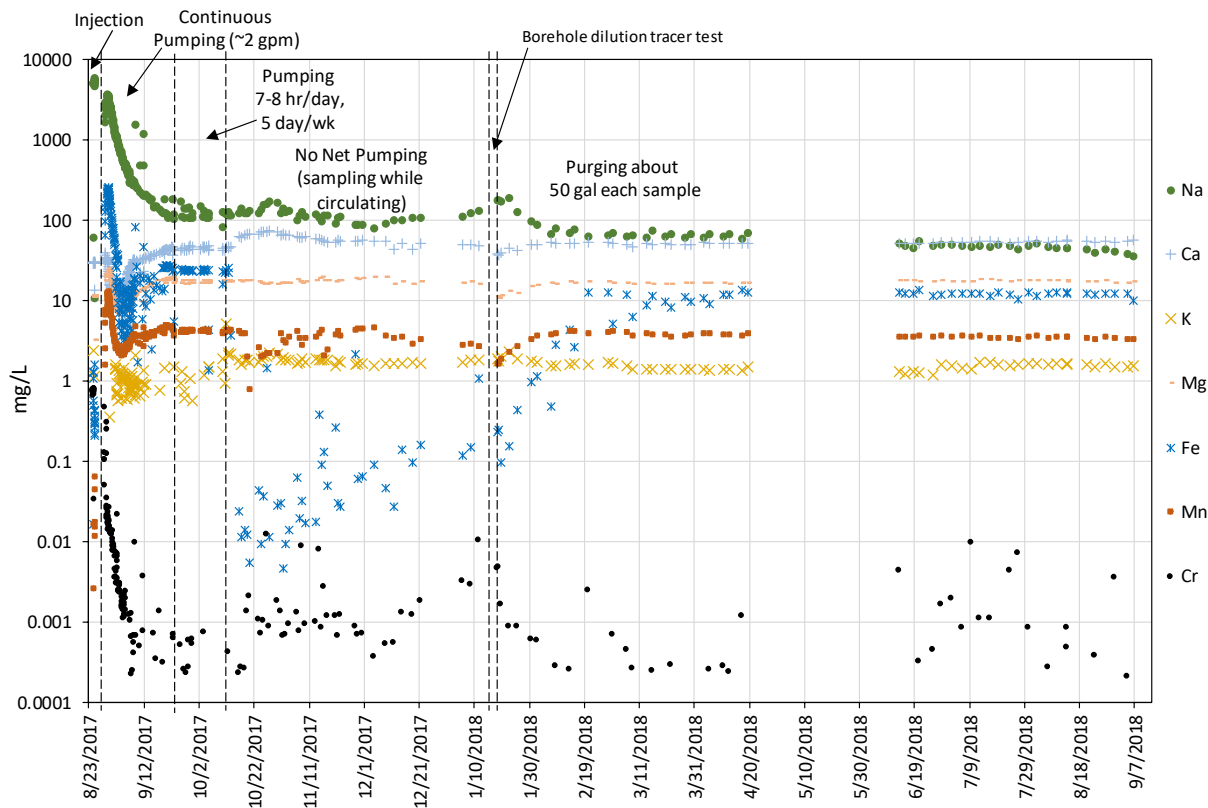 Injection
Continuous
Pumping (~2 gpm)
Borehole dilution tracer test
Pumping
7-8 hr/day,
5 day/wk
No Net Pumping
(sampling while
circulating)
Purging about
50 gal each sample
mg/L
10000
1000
100
10
1
0.1
0.01
0.001
0.0001
8/23/2017
9/12/2017
10/2/2017
10/22/2017
11/11/2017
12/1/2017
12/21/2017
1/10/2018
1/30/2018
2/19/2018
3/11/2018
3/31/2018
4/20/2018
5/10/2018
5/30/2018
6/19/2018
7/9/2018
7/29/2018
8/18/2018
9/7/2018
Na
Ca
K
Mg
Fe
Mn
Cr